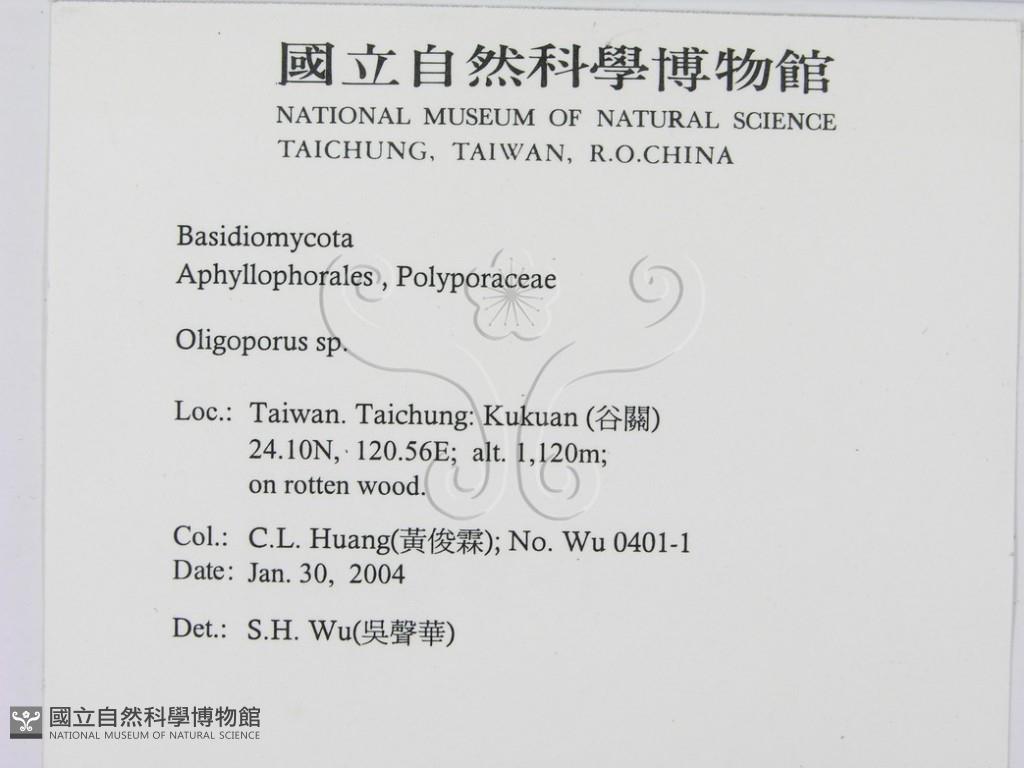 國立自然科學博物館
NATIONAL MUSEUM OF NATURAL SCIENCE
TAICHUNG, TAIWAN, R.O.CHINA
Basidiomycota
Aphyllophorales , Polyporaceae
Oligoporus sp.
Loc.: Taiwan. Taichung: Kukuan (谷關)
24.10N, 120.56E; alt. 1,120m;
on rotten wood.
Col.: C.L. Huang(黃俊霖); No. Wu 0401-1
Date: Jan. 30, 2004
Det.: S.H. Wu(吳聲華)
國立自然科學博物館
NATIONAL MUSEUM OF NATURAL SCIENCE